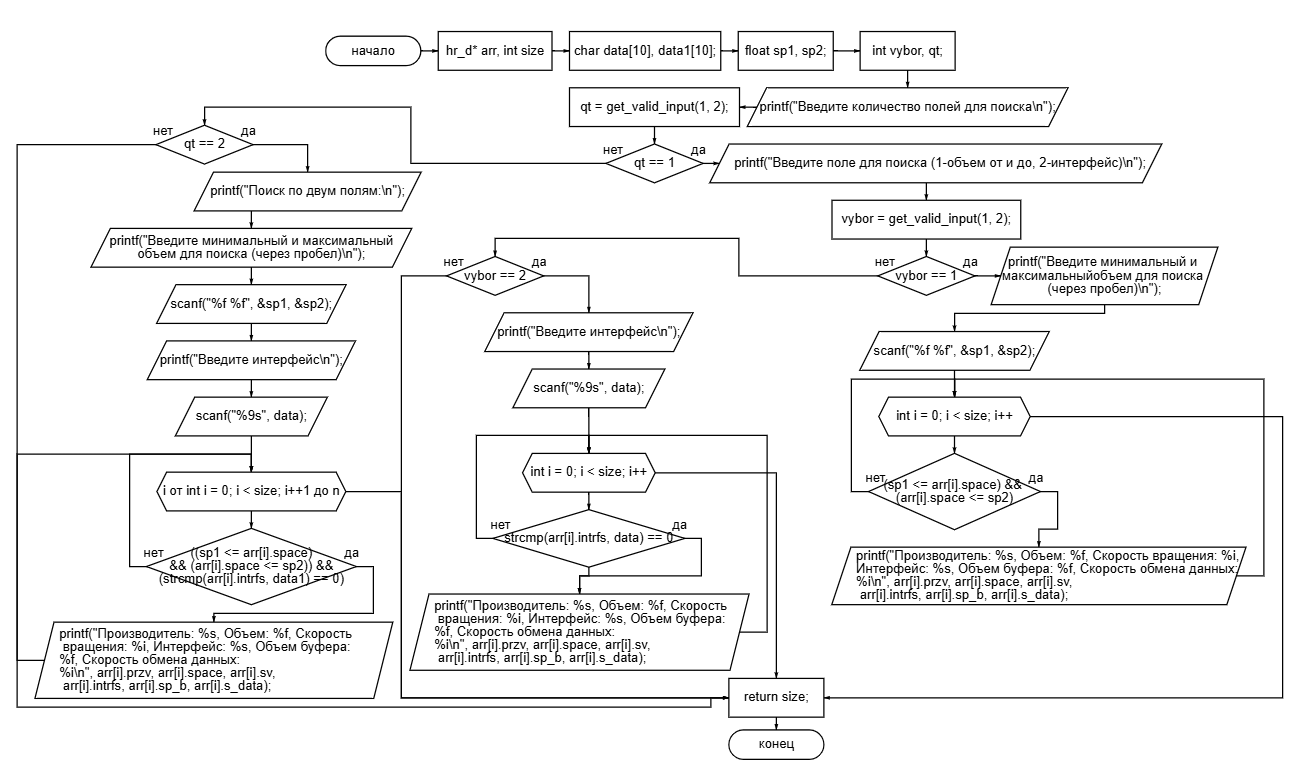 начало
hr_d* arr, int size
char data[10], data1[10];
float sp1, sp2;
int vybor, qt;
printf("Введите количество полей для поиска\n");
qt = get_valid_input(1, 2);
qt == 1
нет
да
printf("Введите поле для поиска (1-объем от и до, 2-интерфейс)\n");
vybor = get_valid_input(1, 2);
vybor == 1
нет
да
printf("Введите минимальный и
максимальныйобъем для поиска
(через пробел)\n");
scanf("%f %f", &sp1, &sp2);
int i = 0; i < size; i++
нет
да
(sp1 <= arr[i].space) &&
(arr[i].space <= sp2)
printf("Производитель: %s, Объем: %f, Скорость вращения: %i,
Интерфейс: %s, Объем буфера: %f, Скорость обмена данных:
%i\n", arr[i].przv, arr[i].space, arr[i].sv,
arr[i].intrfs, arr[i].sp_b, arr[i].s_data);
нет
да
vybor == 2
printf("Введите интерфейс\n");
scanf("%9s", data);
int i = 0; i < size; i++
нет
да
strcmp(arr[i].intrfs, data) == 0
printf("Производитель: %s, Объем: %f, Скорость
вращения: %i, Интерфейс: %s, Объем буфера:
%f, Скорость обмена данных:
%i\n", arr[i].przv, arr[i].space, arr[i].sv,
arr[i].intrfs, arr[i].sp_b, arr[i].s_data);
нет
да
qt == 2
printf("Поиск по двум полям:\n");
printf("Введите минимальный и максимальный
объем для поиска (через пробел)\n");
scanf("%f %f", &sp1, &sp2);
printf("Введите интерфейс\n");
scanf("%9s", data);
i от int i = 0; i < size; i++1 до n
нет
да
((sp1 <= arr[i].space)
&& (arr[i].space <= sp2)) &&
(strcmp(arr[i].intrfs, data1) == 0)
printf("Производитель: %s, Объем: %f, Скорость
вращения: %i, Интерфейс: %s, Объем буфера:
%f, Скорость обмена данных:
%i\n", arr[i].przv, arr[i].space, arr[i].sv,
arr[i].intrfs, arr[i].sp_b, arr[i].s_data);
return size;
конец